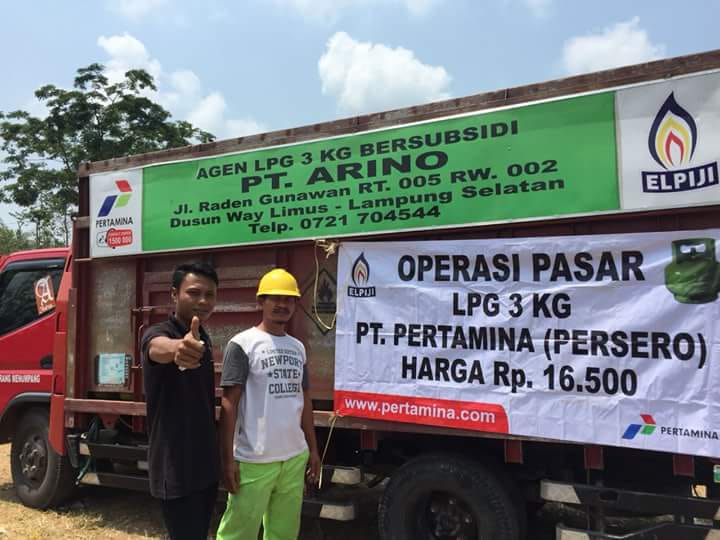 AGEN LPG 3 KG BERSUBSIDI
PT. ARINO
Jl. Raden Gunawan RT. 005 RW. 002
Dusun Way Limus - Lampung Selatan
Telp. 0721 704544
PERTAMINA
ELPIJI
OPERASI PASAR
LPG 3 KG
PT. PERTAMINA (PERSERO)
HARGA Rp. 16.500
ELPIJI
www.pertamina.com
PERTAMINA
NEWPORT
STATE
COLLEGE
RANG MENUMPANG